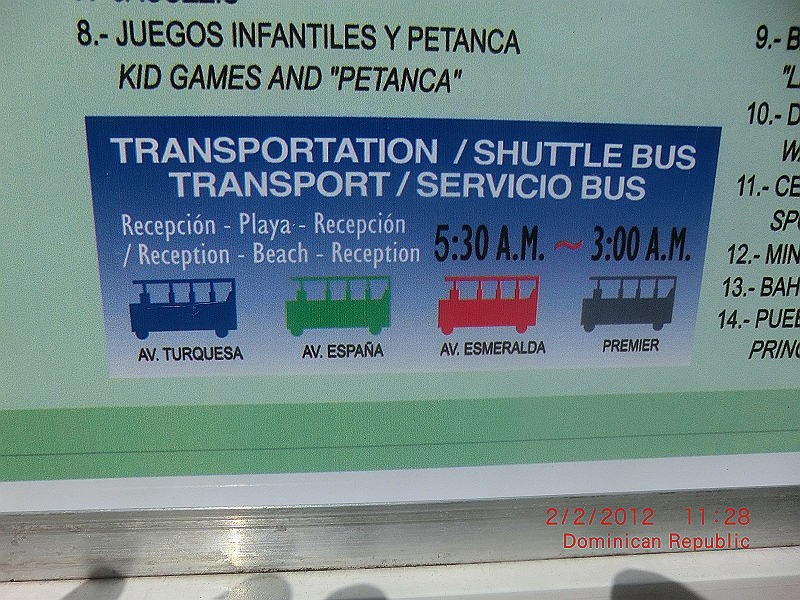 8.- JUEGOS INFANTILES Y PETANCA
KID GAMES AND "PETANCA"
TRANSPORTATION / SHUTTLE BUS
TRANSPORT / SERVICIO BUS
Recepción - Playa - Recepción
/ Reception - Beach - Reception
5:30 A.M. ~ 3:00 A.M.
AV. TURQUESA
AV. ESPAÑA
AV. ESMERALDA
PREMIER
9.-
10.-
11.-
12.-
13.-
14.-
2/2/2012 11:28
Dominican Republic